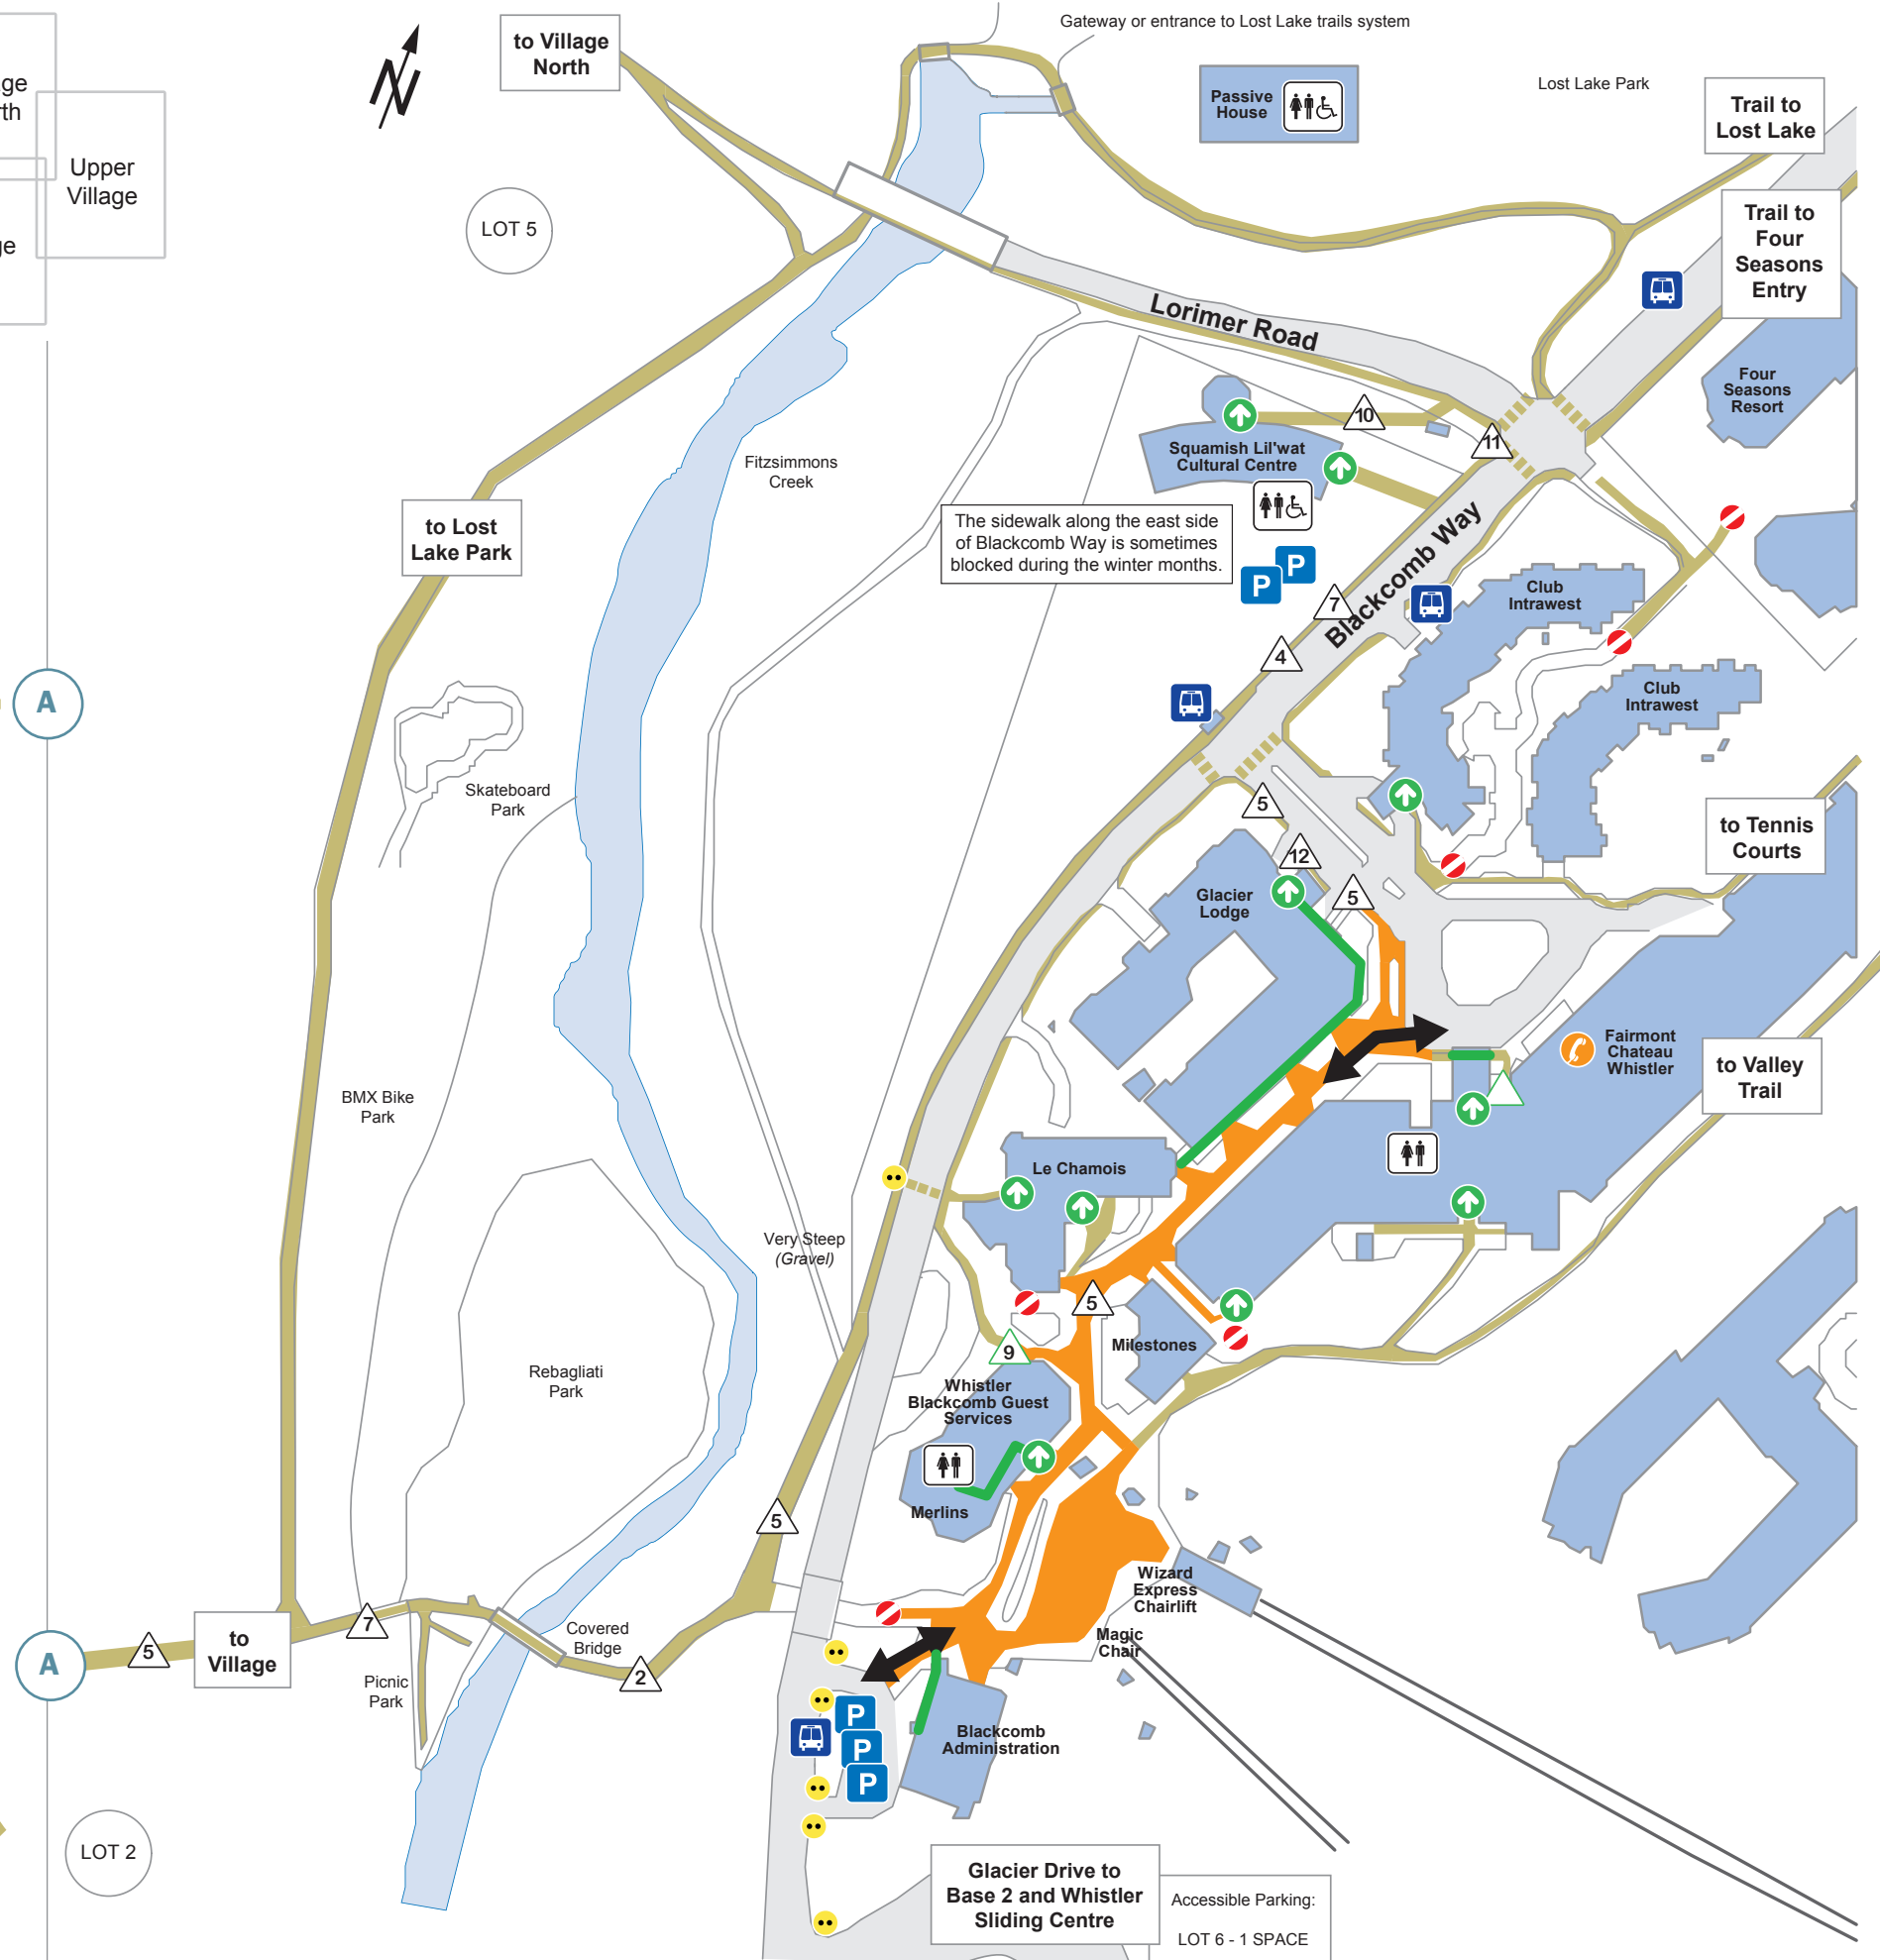 Gateway or entrance to Lost Lake trails system
to Village
North
N
ge
rth
Upper
Village
ge
LOT 5
Passive
House
Lost Lake Park
Trail to
Lost Lake
Trail to
Four
Seasons
Entry
Lorimer Road
Four
Seasons
Resort
10
11
Squamish Lil'wat
Cultural Centre
Fitzsimmons
Creek
to Lost
Lake Park
The sidewalk along the east side
of Blackcomb Way is sometimes
blocked during the winter months.
P
P
7
Blackcomb Way
4
Club
Intrawest
Club
Intrawest
A
Skateboard
Park
5
12
5
Glacier
Lodge
to Tennis
Courts
Fairmont
Chateau
Whistler
to Valley
Trail
BMX Bike
Park
Le Chamois
Very Steep
(Gravel)
5
9
Milestones
Rebagliati
Park
Whistler
Blackcomb Guest
Services
Merlins
5
Wizard
Express
Chairlift
Magic
Chair
A
5
to
Village
7
Covered
Bridge
2
Picnic
Park
P
P
P
Blackcomb
Administration
LOT 2
Glacier Drive to
Base 2 and Whistler
Sliding Centre
Accessible Parking:
LOT 6 - 1 SPACE